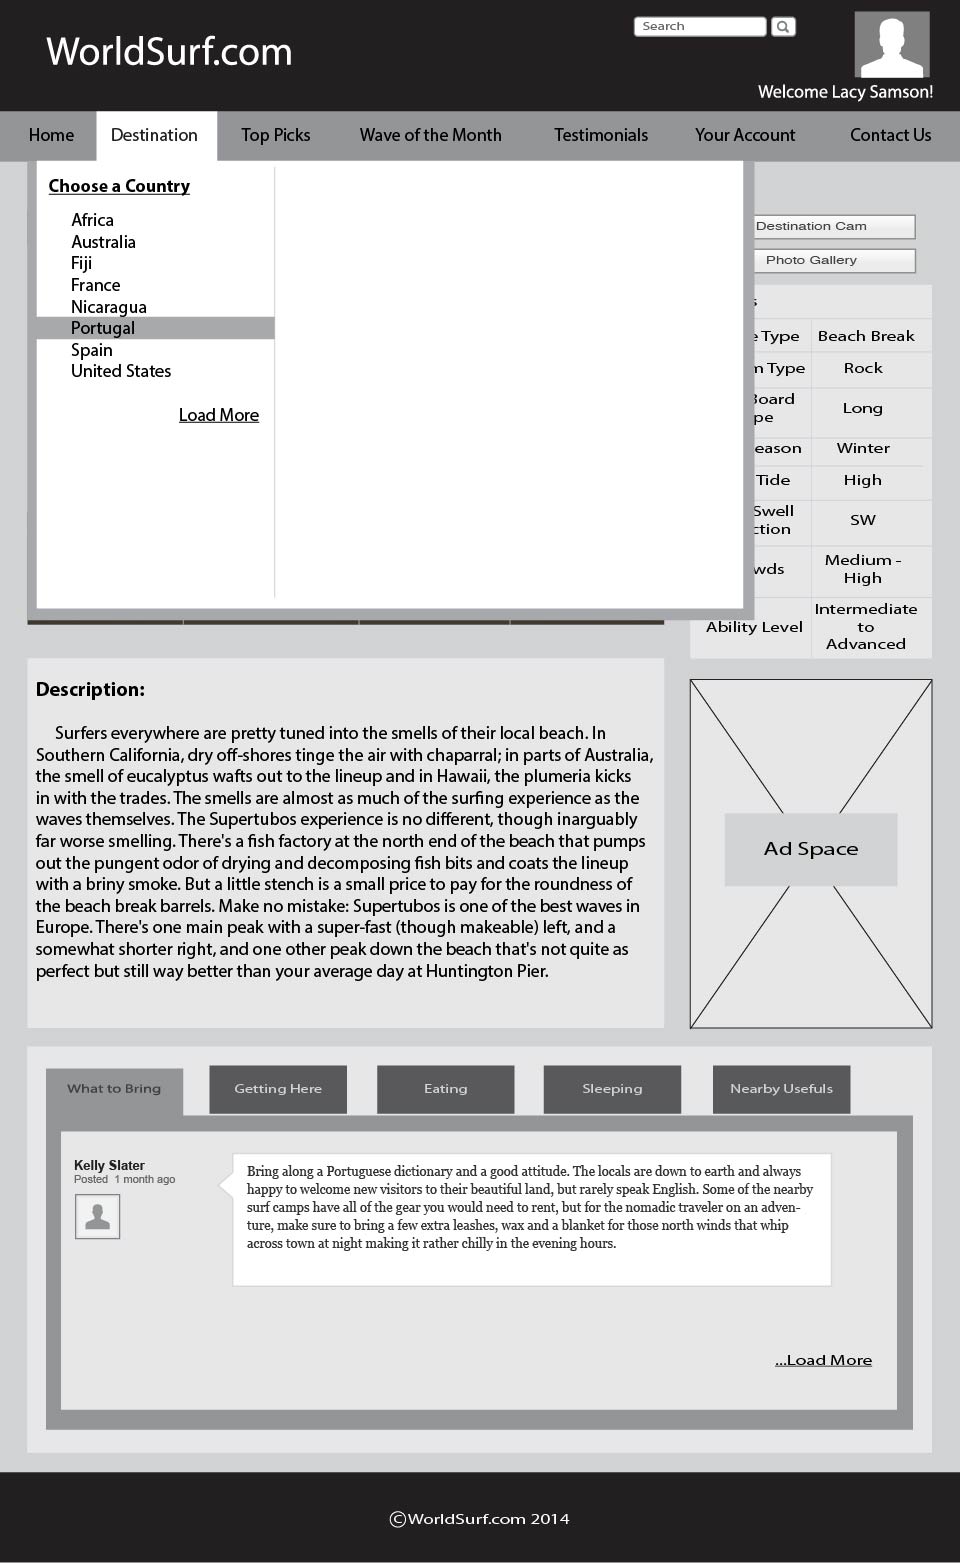 WorldSurf.com
Search
Welcome Lacy Samson!
Home Destination Top Picks Wave of the Month Testimonials Your Account Contact Us
Choose a Country
Africa
Australia
Fiji
France
Nicaragua
Portugal
Spain
United States
Load More
Destination Cam
Photo Gallery
Type Beach Break
Type Rock
Board
Long
Winter
Tide High
Swell
SW
Medium -
High
Ability Level
Intermediate
to
Advanced
Description:
Surfers everywhere are pretty tuned into the smells of their local beach. In
Southern California, dry off-shores tinge the air with chaparral; in parts of Australia,
the smell of eucalyptus wafts out to the lineup and in Hawaii, the plumeria kicks
in with the trades. The smells are almost as much of the surfing experience as the
waves themselves. The Supertubos experience is no different, though inarguably
far worse smelling. There's a fish factory at the north end of the beach that pumps
out the pungent odor of drying and decomposing fish bits and coats the lineup
with a briny smoke. But a little stench is a small price to pay for the roundness of
the beach break barrels. Make no mistake: Supertubos is one of the best waves in
Europe. There's one main peak with a super-fast (though makeable) left, and a
somewhat shorter right, and one other peak down the beach that's not quite as
perfect but still way better than your average day at Huntington Pier.
Ad Space
What to Bring Getting Here Eating Sleeping Nearby Usefuls
Kelly Slater
Posted 1 month ago
Bring along a Portuguese dictionary and a good attitude. The locals are down to earth and always
happy to welcome new visitors to their beautiful land, but rarely speak English. Some of the nearby
surf camps have all of the gear you would need to rent, but for the nomadic traveler on an adven-
ture, make sure to bring a few extra leashes, wax and a blanket for those north winds that whip
across town at night making it rather chilly in the evening hours.
...Load More
©WorldSurf.com 2014